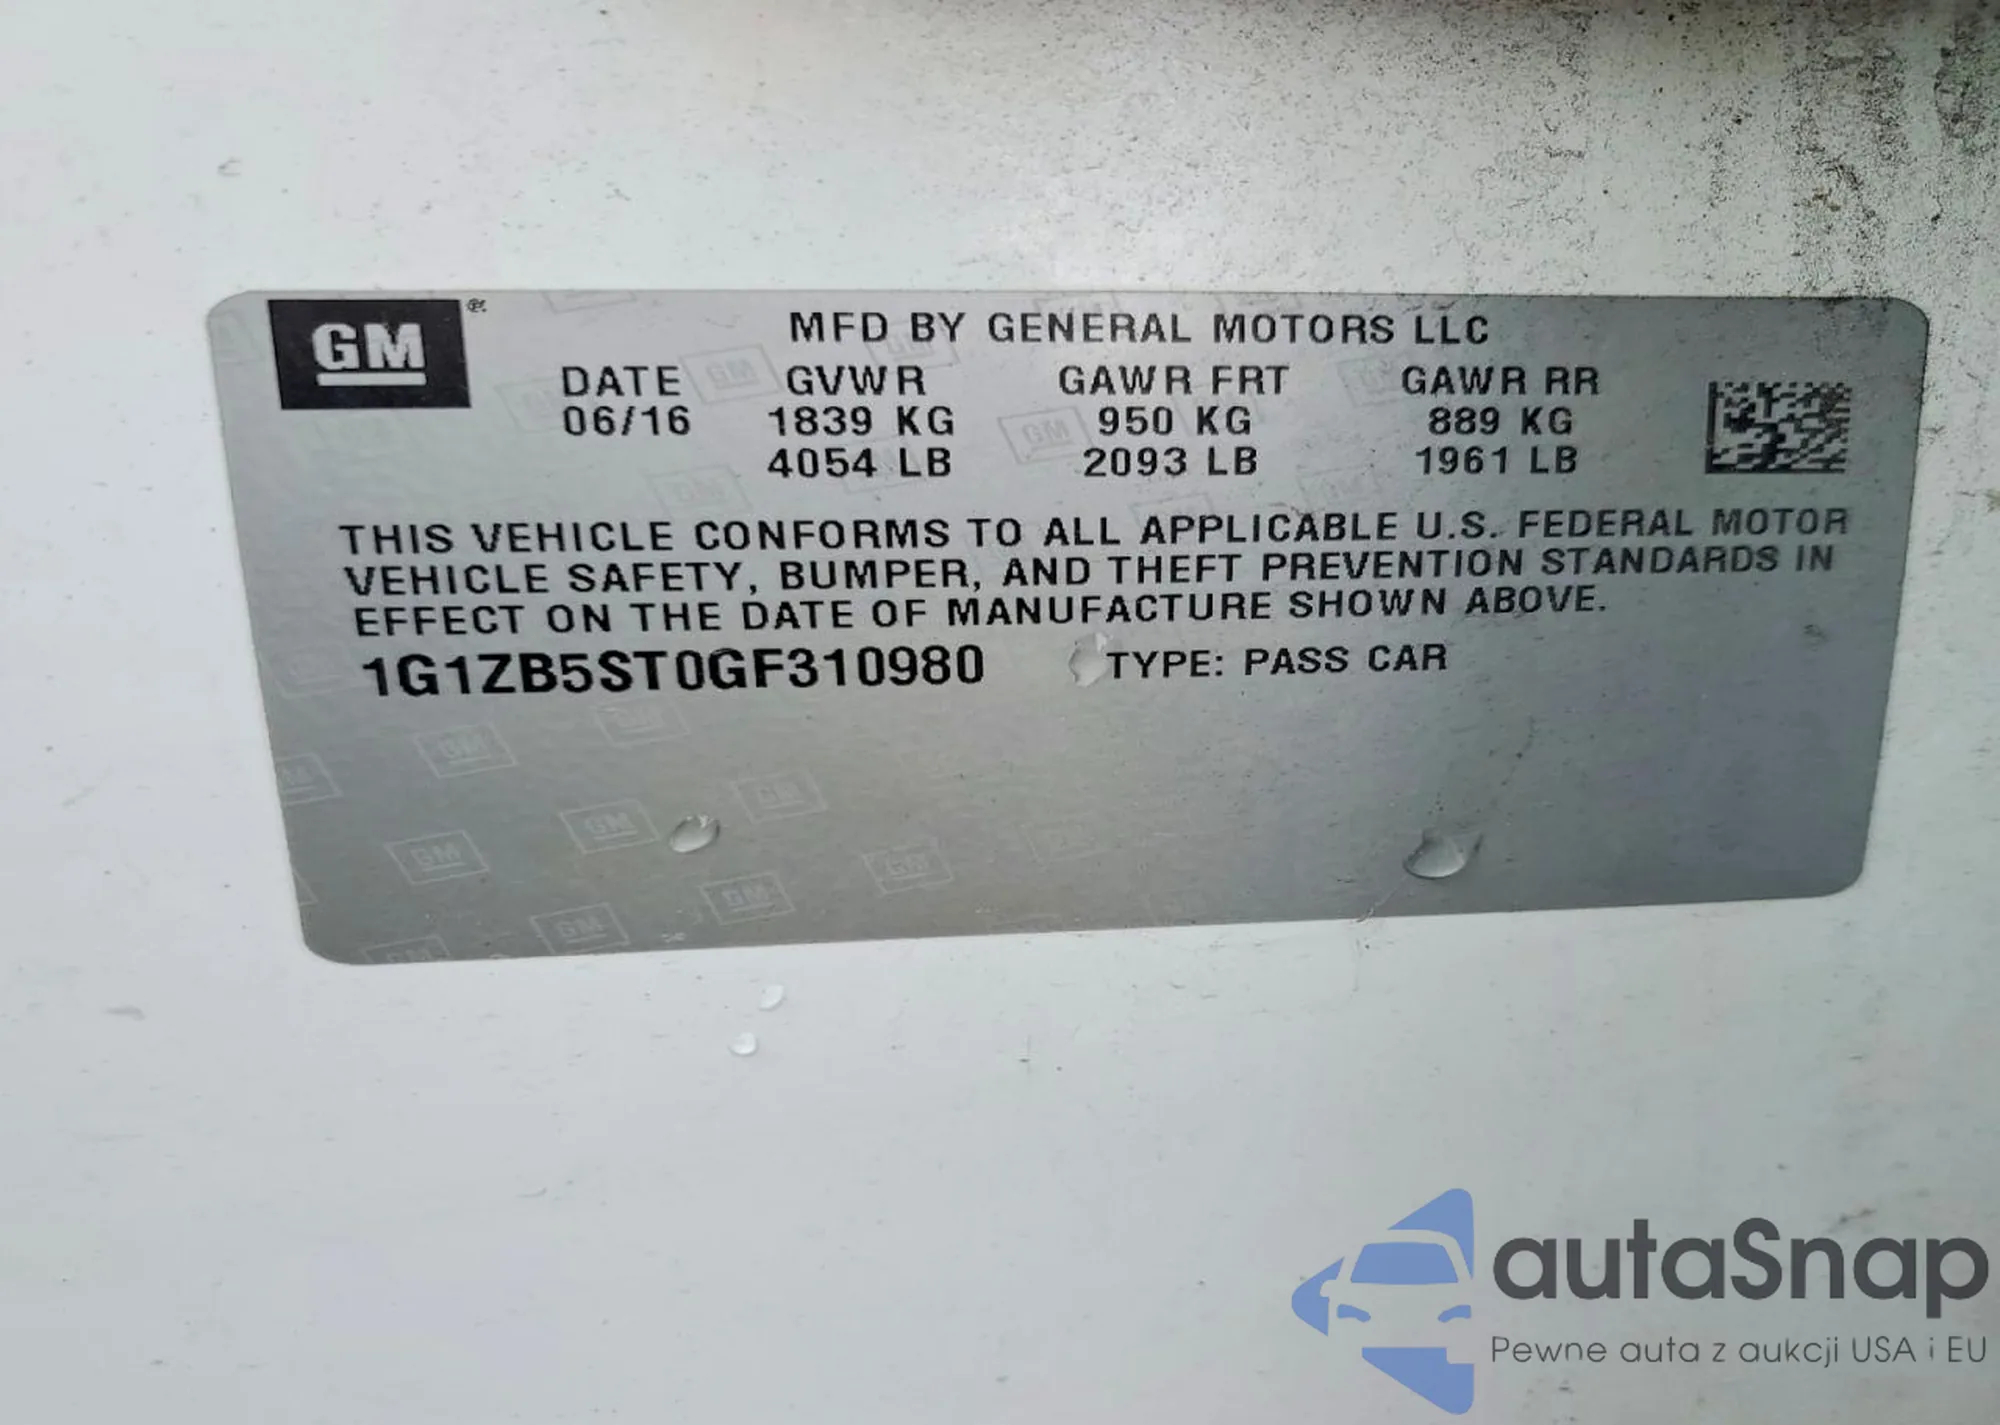 GM ®
MFD BY GENERAL MOTORS LLC
DATE GVWR GAWR FRT GAWR RR
06/16 1839 KG 950 KG 889 KG
4054 LB 2093 LB 1961 LB
THIS VEHICLE CONFORMS TO ALL APPLICABLE U.S. FEDERAL MOTOR
VEHICLE SAFETY, BUMPER, AND THEFT PREVENTION STANDARDS IN
EFFECT ON THE DATE OF MANUFACTURE SHOWN ABOVE.
1G1ZB5ST0GF310980 TYPE: PASS CAR
autaSnap
Pewne auta z aukcji USA i EU